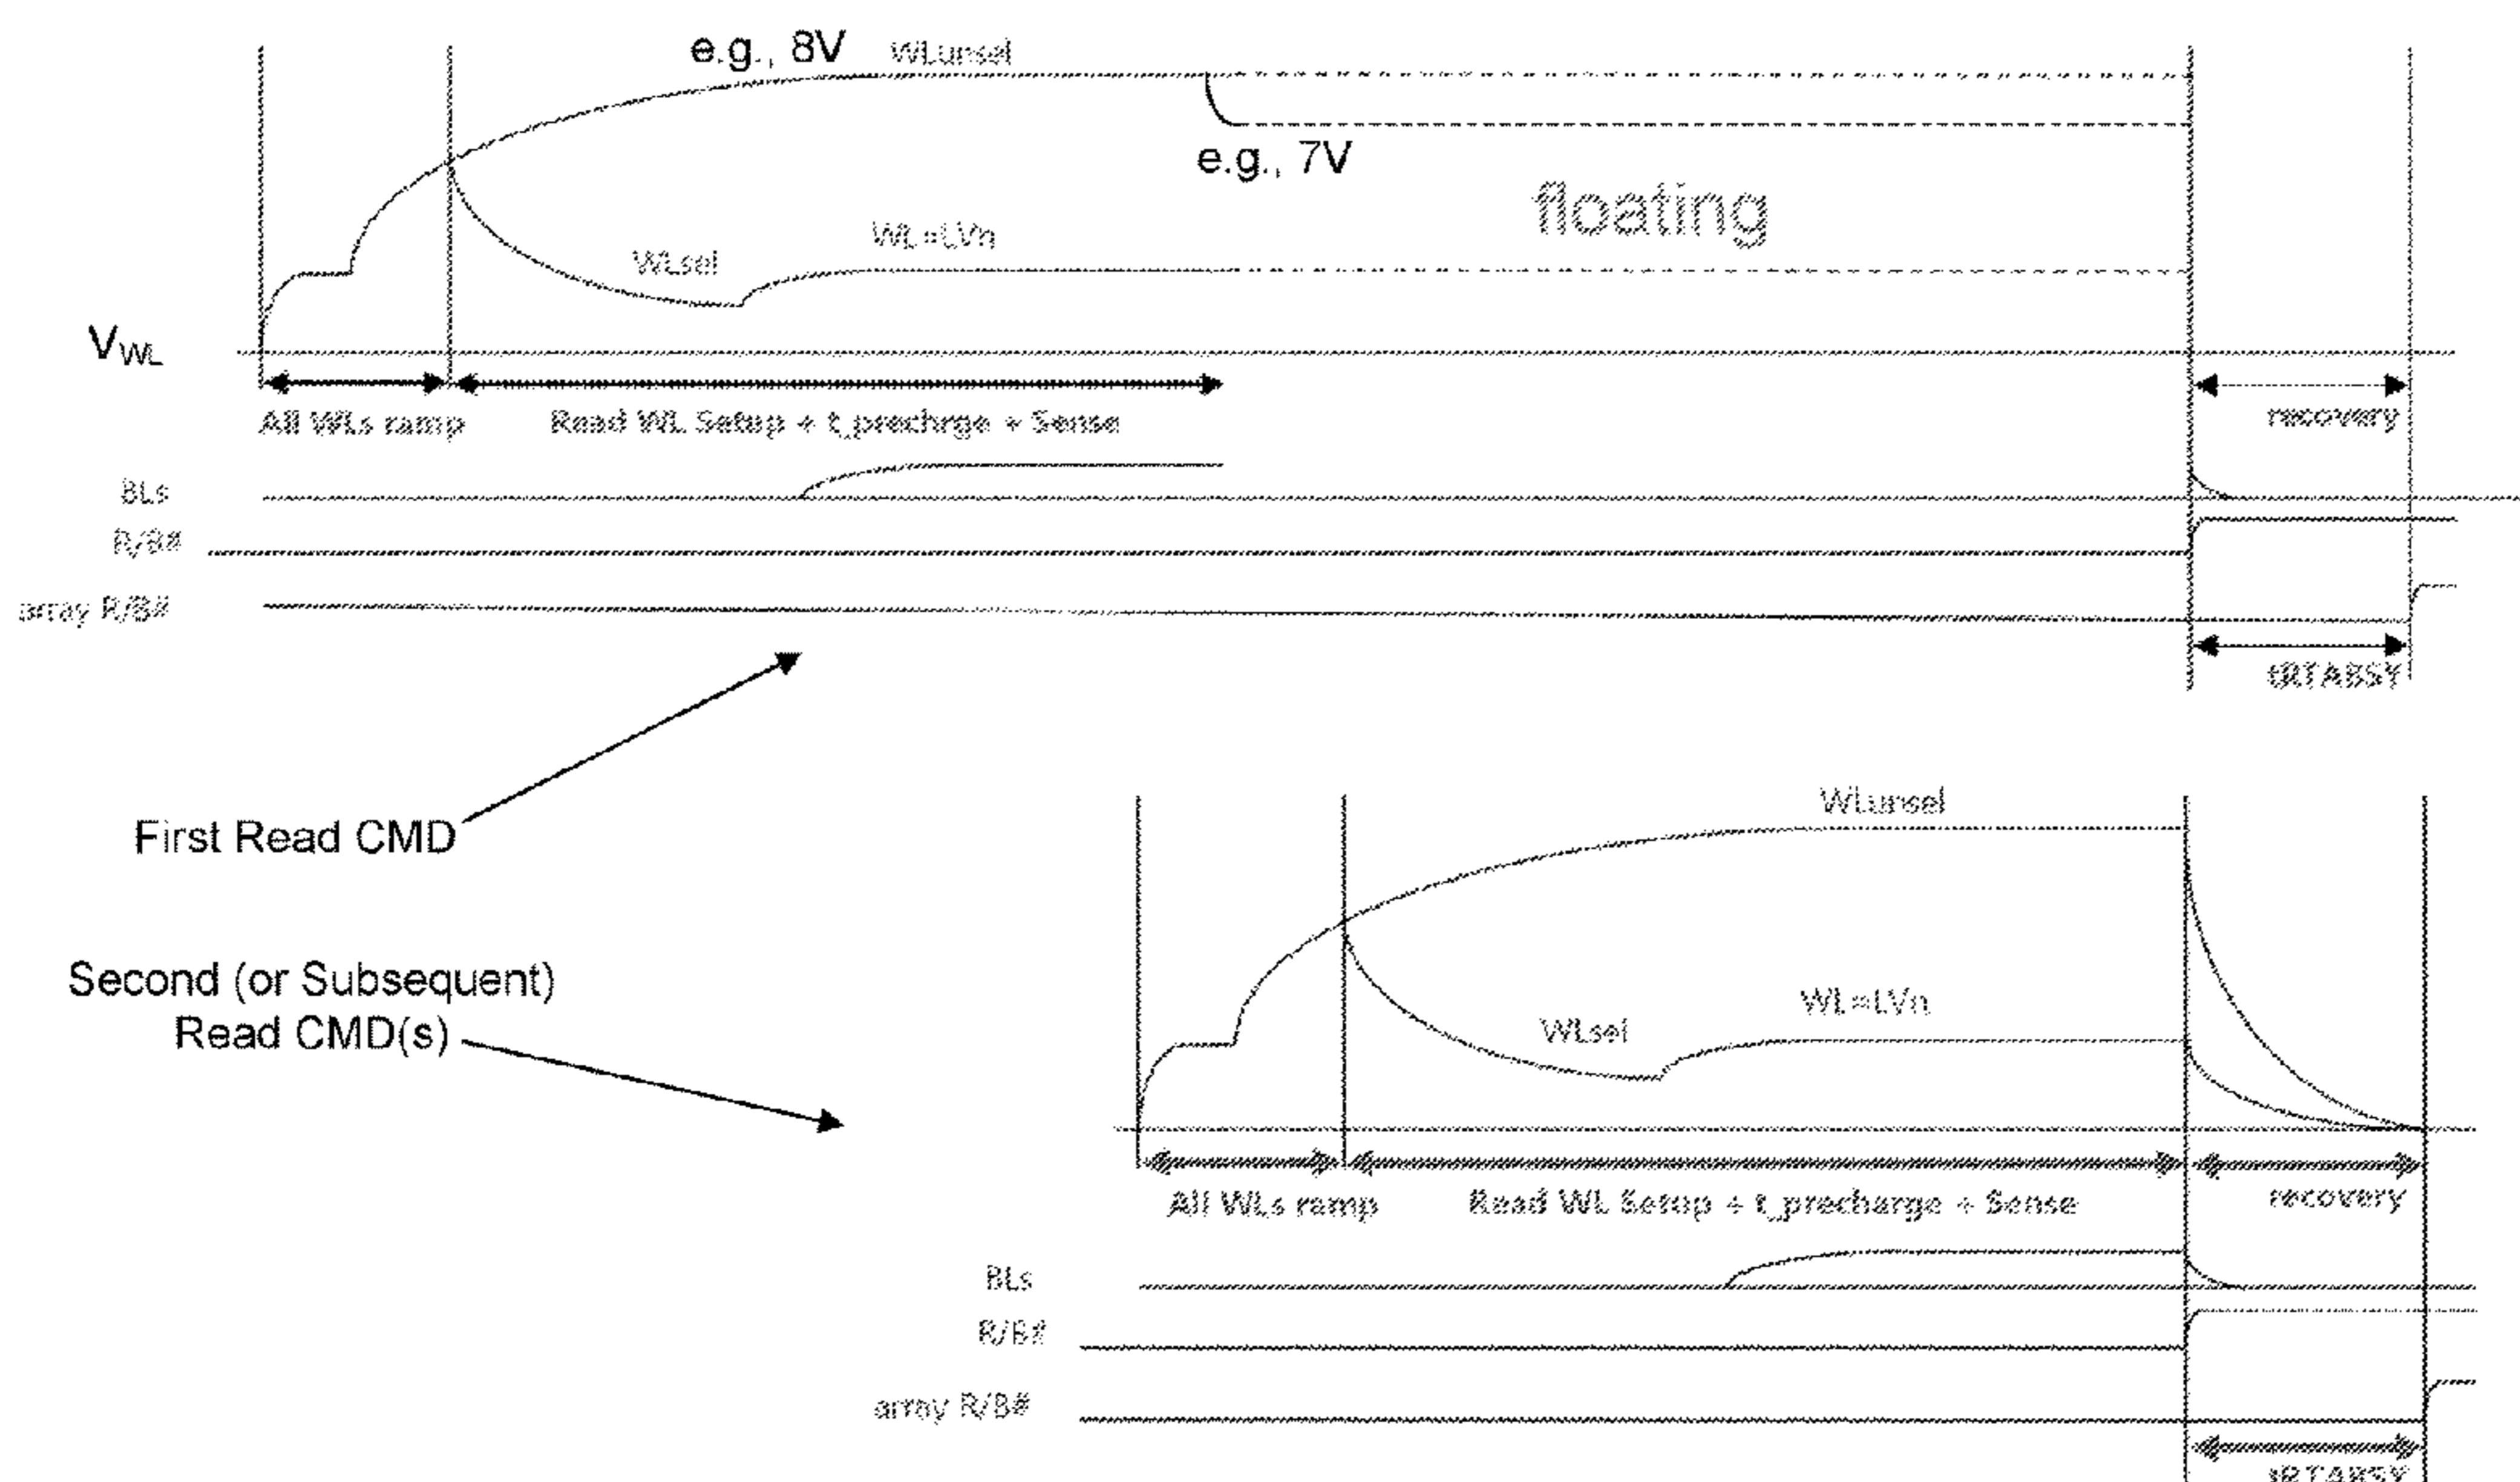 e.g., 8V
WLunsel
e.g., 7V
floating
WL=LVn
WLsel
VWL
All WLs ramp
Read WL Setup + t_prechrge + Sense
recovery
BLs
R/B#
array R/B#
tRTABSY
First Read CMD
WLunsel
Second (or Subsequent)
Read CMD(s)
WL=LVn
WLsel
All WLs ramp
Read WL Setup + t_precharge + Sense
recovery
BLs
R/B#
array R/B#
tRTABSY